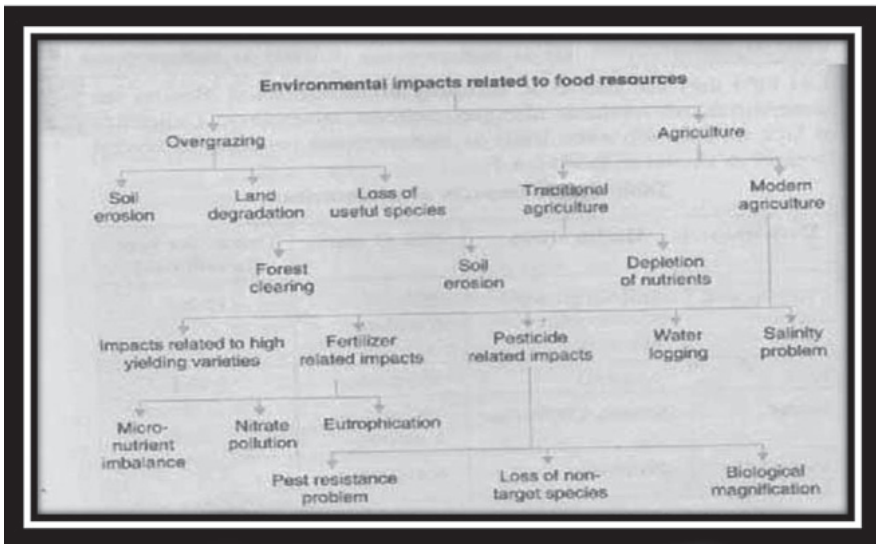 Environmental impacts related to food resources
Overgrazing
Agriculture
Soil
erosion
Land
degradation
Loss of
useful species
Traditional
agriculture
Modern
agriculture
Forest
clearing
Soil
erosion
Depletion
of nutrients
Impacts related to high
yielding varieties
Fertilizer
related impacts
Pesticide
related impacts
Water
logging
Salinity
problem
Micro-
nutrient
imbalance
Nitrate
pollution
Eutrophication
Pest resistance
problem
Loss of non-
target species
Biological
magnification